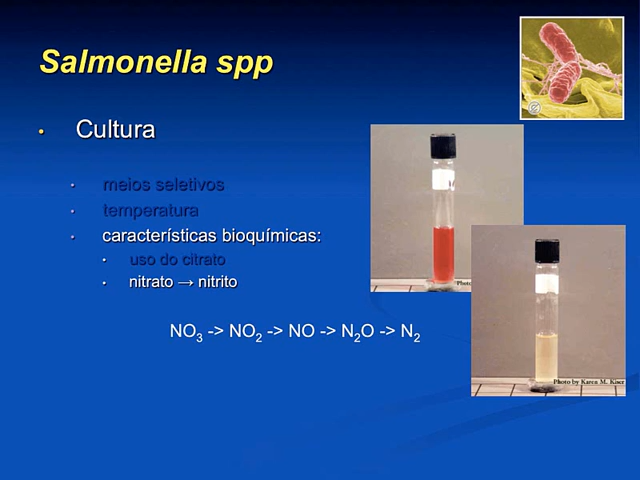 Salmonella spp
• Cultura
• meios seletivos
• temperatura
• características bioquímicas:
• uso do citrato
• nitrato → nitrito
NO3 -> NO2 -> NO -> N2O -> N2
Photo by Karen M. Kiser